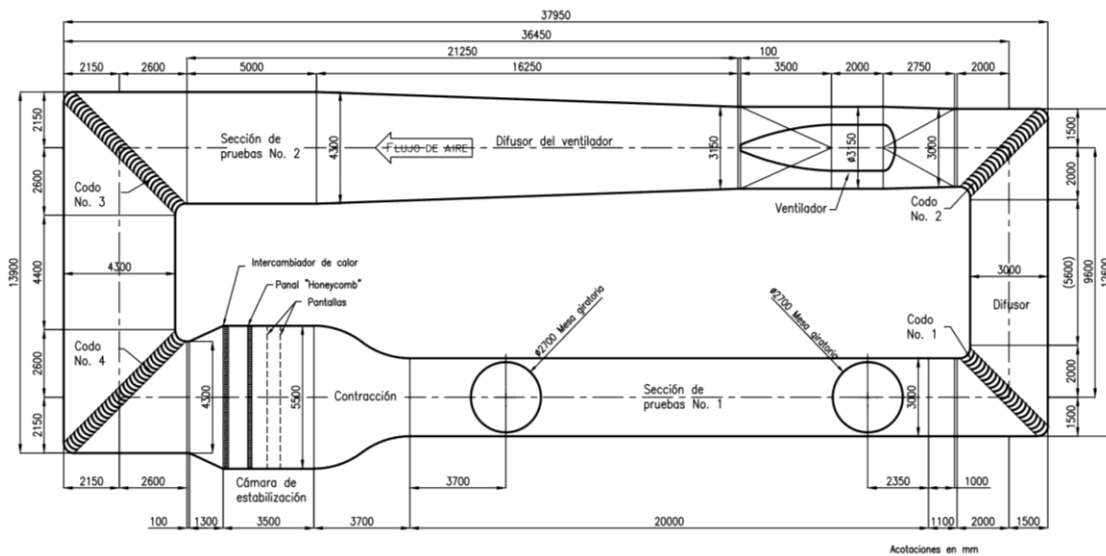 37950
36450
21250
100
2150
2600
5000
16250
3500
2000
2750
2000
2150
2600
4400
2600
2150
13900
Sección de
pruebas No. 2
4300
FLUJO DE AIRE
Difusor del ventilador
3150
ø3150
3000
Ventilador
Codo
No. 3
Codo
No. 2
1500
2000
(5600)
9600
12600
2000
1500
4300
Intercambiador de calor
Panal "Honeycomb"
Pantallas
ø2700 Mesa giratoria
ø2700 Mesa giratoria
3000
Difusor
Codo
No. 1
Codo
No. 4
4300
5500
Contracción
Sección de
pruebas No. 1
3000
Cámara de
estabilización
2150
2600
3700
2350
1000
100
1300
3500
3700
20000
1100
2000
1500
Acotaciones en mm